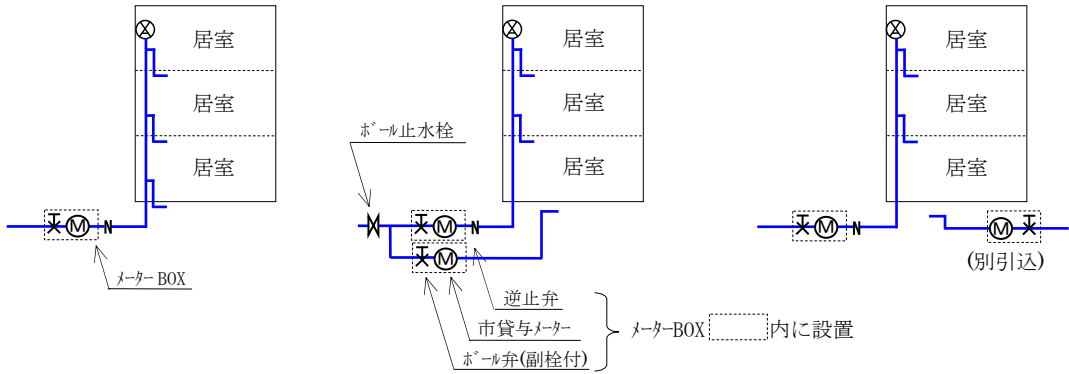 居室
居室
居室
M
N
メーターBOX
居室
居室
居室
ボール止水栓
M
N
M
逆止弁
市貸与メーター
ボール弁(副栓付)
メーターBOX 内に設置
居室
居室
居室
M
N
M
(別引込)